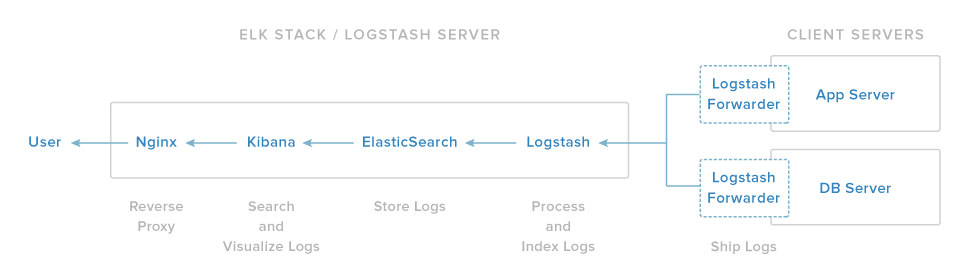 ELK STACK / LOGSTASH SERVER
CLIENT SERVERS
Logstash
Forwarder
App Server
User
Nginx
Kibana
ElasticSearch
Logstash
Logstash
Forwarder
DB Server
Reverse
Proxy
Search
and
Visualize Logs
Store Logs
Process
and
Index Logs
Ship Logs